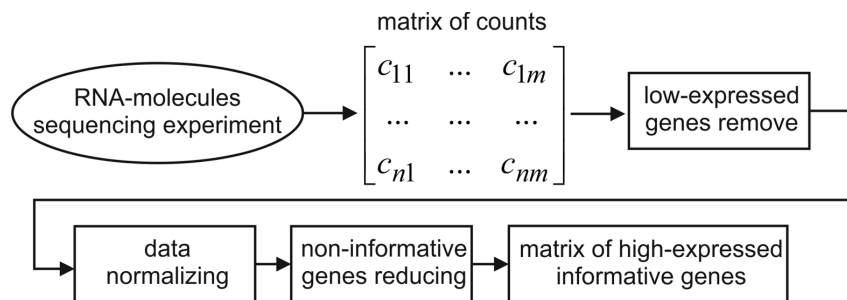 matrix of counts
RNA-molecules
sequencing experiment
c11 ... c1m
... ... ...
cn1 ... cnm
low-expressed
genes remove
data
normalizing
non-informative
genes reducing
matrix of high-expressed
informative genes